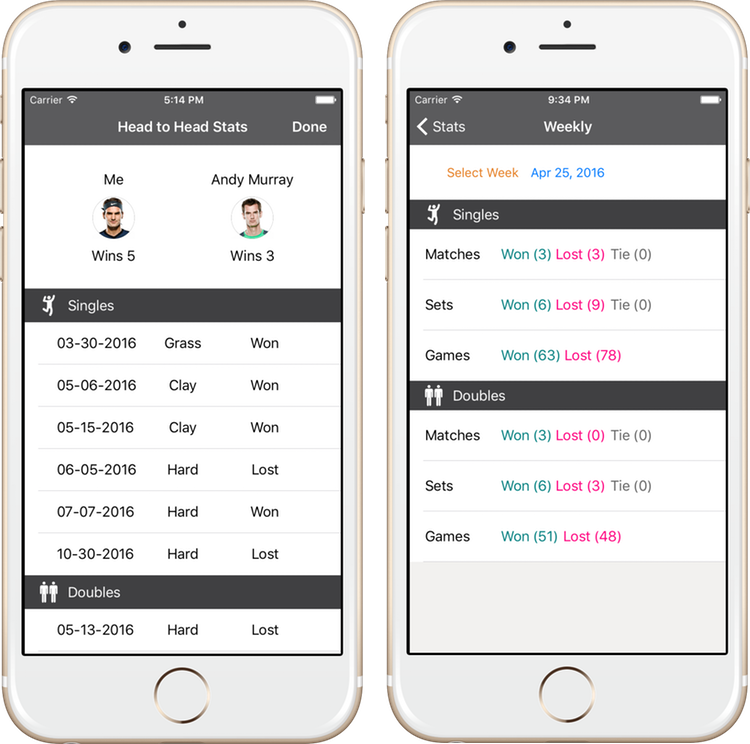 Carrier 5:14 PM
Head to Head Stats Done
Me Andy Murray
Wins 5 Wins 3
Singles
03-30-2016 Grass Won
05-06-2016 Clay Won
05-15-2016 Clay Won
06-05-2016 Hard Lost
07-07-2016 Hard Won
10-30-2016 Hard Lost
Doubles
05-13-2016 Hard Lost
Carrier 9:34 PM
Stats Weekly
Select Week Apr 25, 2016
Singles
Matches Won (3) Lost (3) Tie (0)
Sets Won (6) Lost (9) Tie (0)
Games Won (63) Lost (78)
Doubles
Matches Won (3) Lost (0) Tie (0)
Sets Won (6) Lost (3) Tie (0)
Games Won (51) Lost (48)